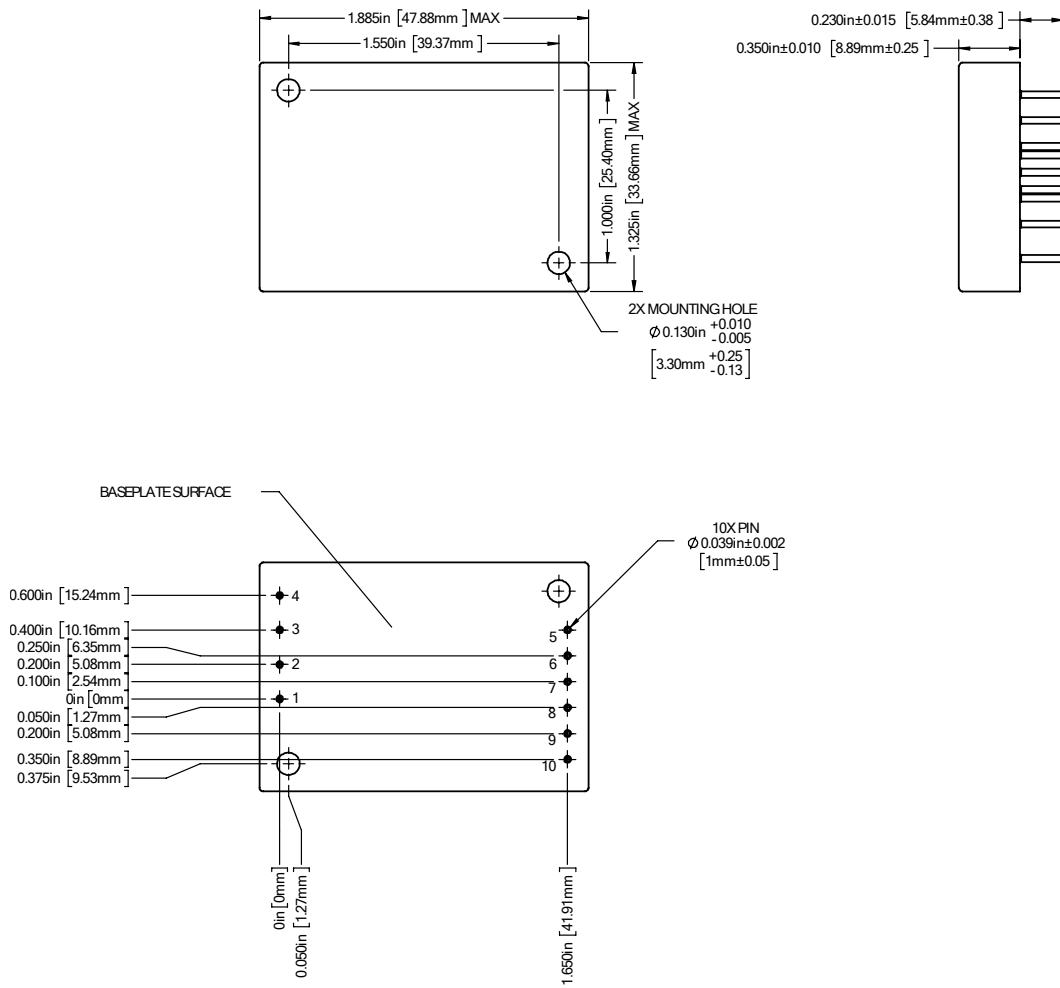 1.885in [47.88mm] MAX
1.550in [39.37mm]
1.000in [25.40mm]
1.325in [33.66mm] MAX
2X MOUNTING HOLE
Ø 0.130in +0.010 -0.005
[3.30mm +0.25 -0.13]
0.230in±0.015 [5.84mm±0.38]
0.350in±0.010 [8.89mm±0.25]
BASEPLATE SURFACE
10X PIN
Ø 0.039in±0.002
[1mm±0.05]
0.600in [15.24mm]
0.400in [10.16mm]
0.250in [6.35mm]
0.200in [5.08mm]
0.100in [2.54mm]
0in [0mm]
0.050in [1.27mm]
0.200in [5.08mm]
0.350in [8.89mm]
0.375in [9.53mm]
4
3
2
1
5
6
7
8
9
10
0in [0mm]
0.050in [1.27mm]
1.650in [41.91mm]